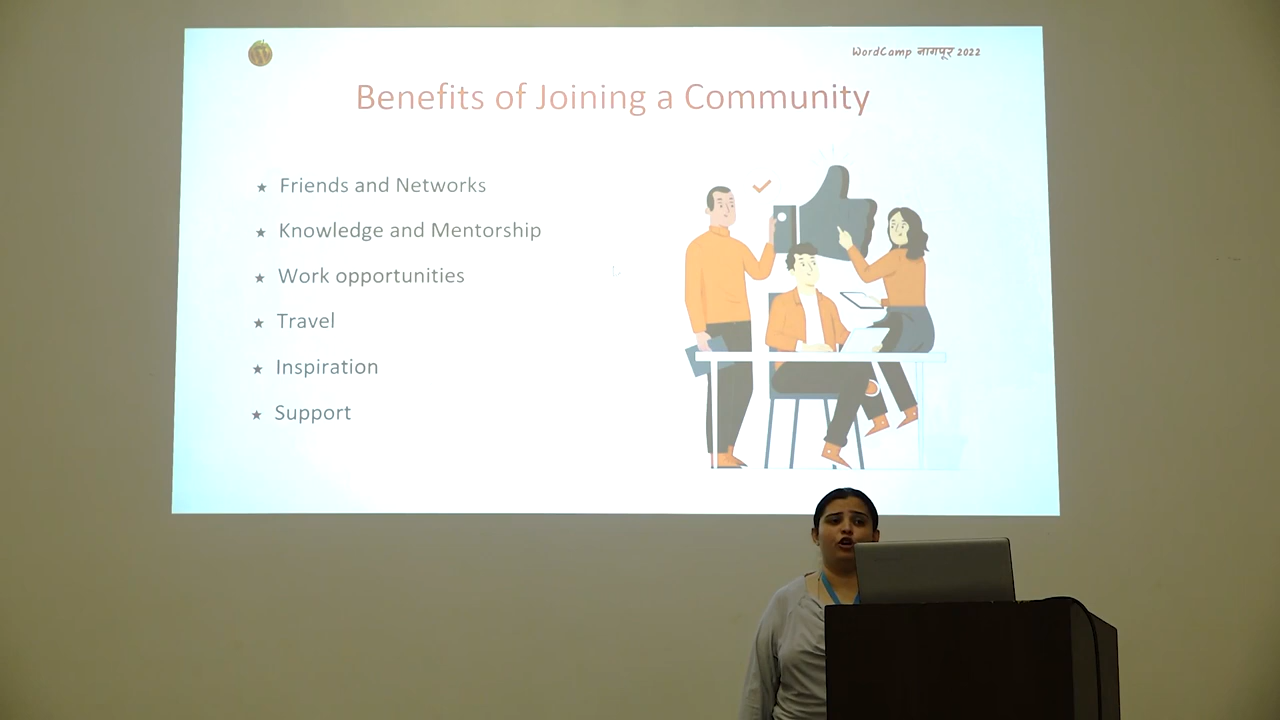 WordCamp नागपूर 2022
Benefits of Joining a Community
★ Friends and Networks
★ Knowledge and Mentorship
★ Work opportunities
★ Travel
★ Inspiration
★ Support